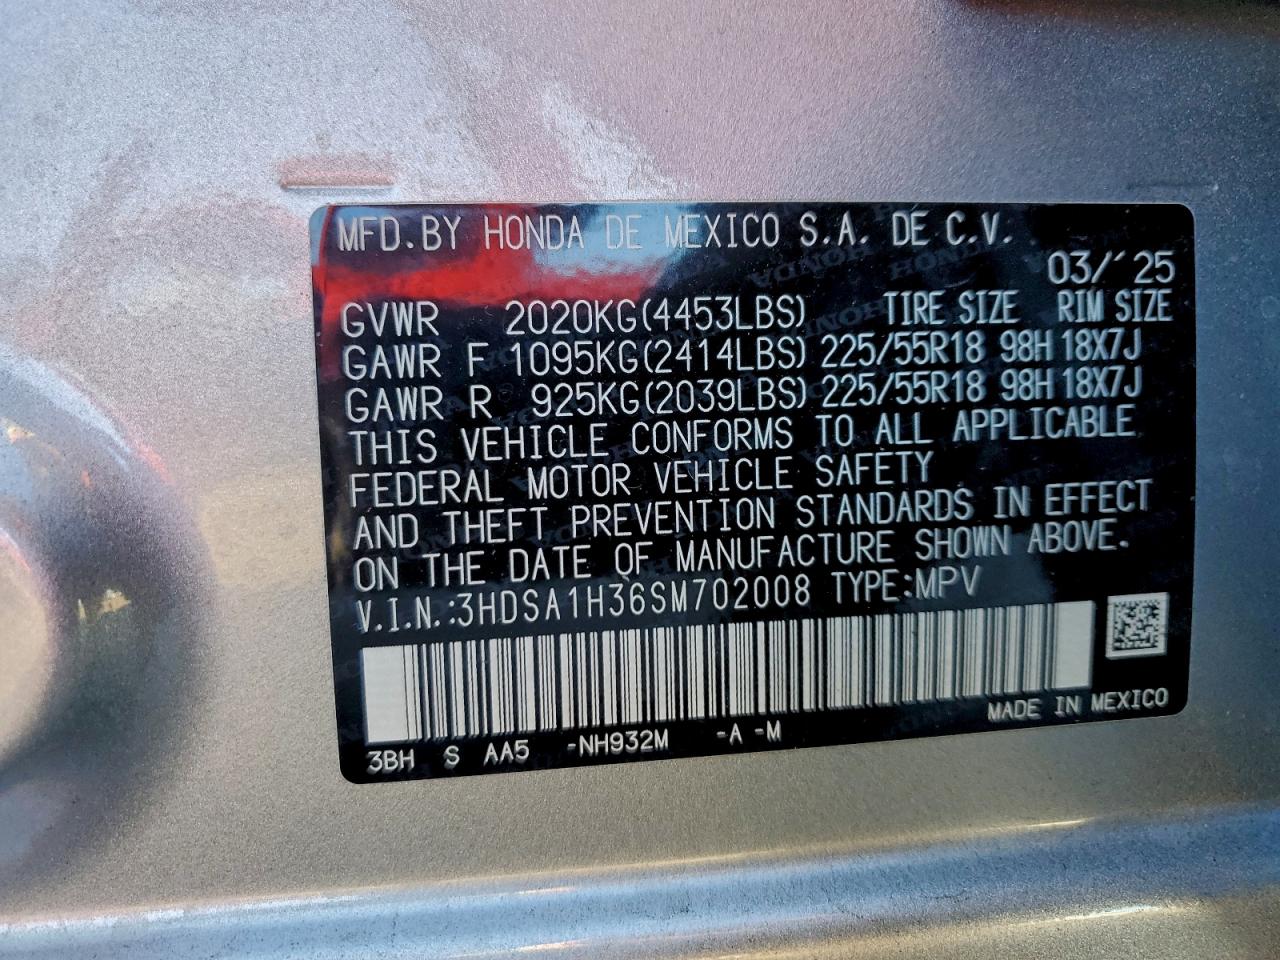 MFD.BY HONDA DE MEXICO S.A. DE C.V.
03/´25
GVWR 2020KG(4453LBS) TIRE SIZE RIM SIZE
GAWR F 1095KG(2414LBS) 225/55R18 98H 18X7J
GAWR R 925KG(2039LBS) 225/55R18 98H 18X7J
THIS VEHICLE CONFORMS TO ALL APPLICABLE
FEDERAL MOTOR VEHICLE SAFETY
AND THEFT PREVENTION STANDARDS IN EFFECT
ON THE DATE OF MANUFACTURE SHOWN ABOVE.
V.I.N.:3HDSA1H36SM702008 TYPE:MPV
MADE IN MEXICO
3BH S AA5 -NH932M -A -M